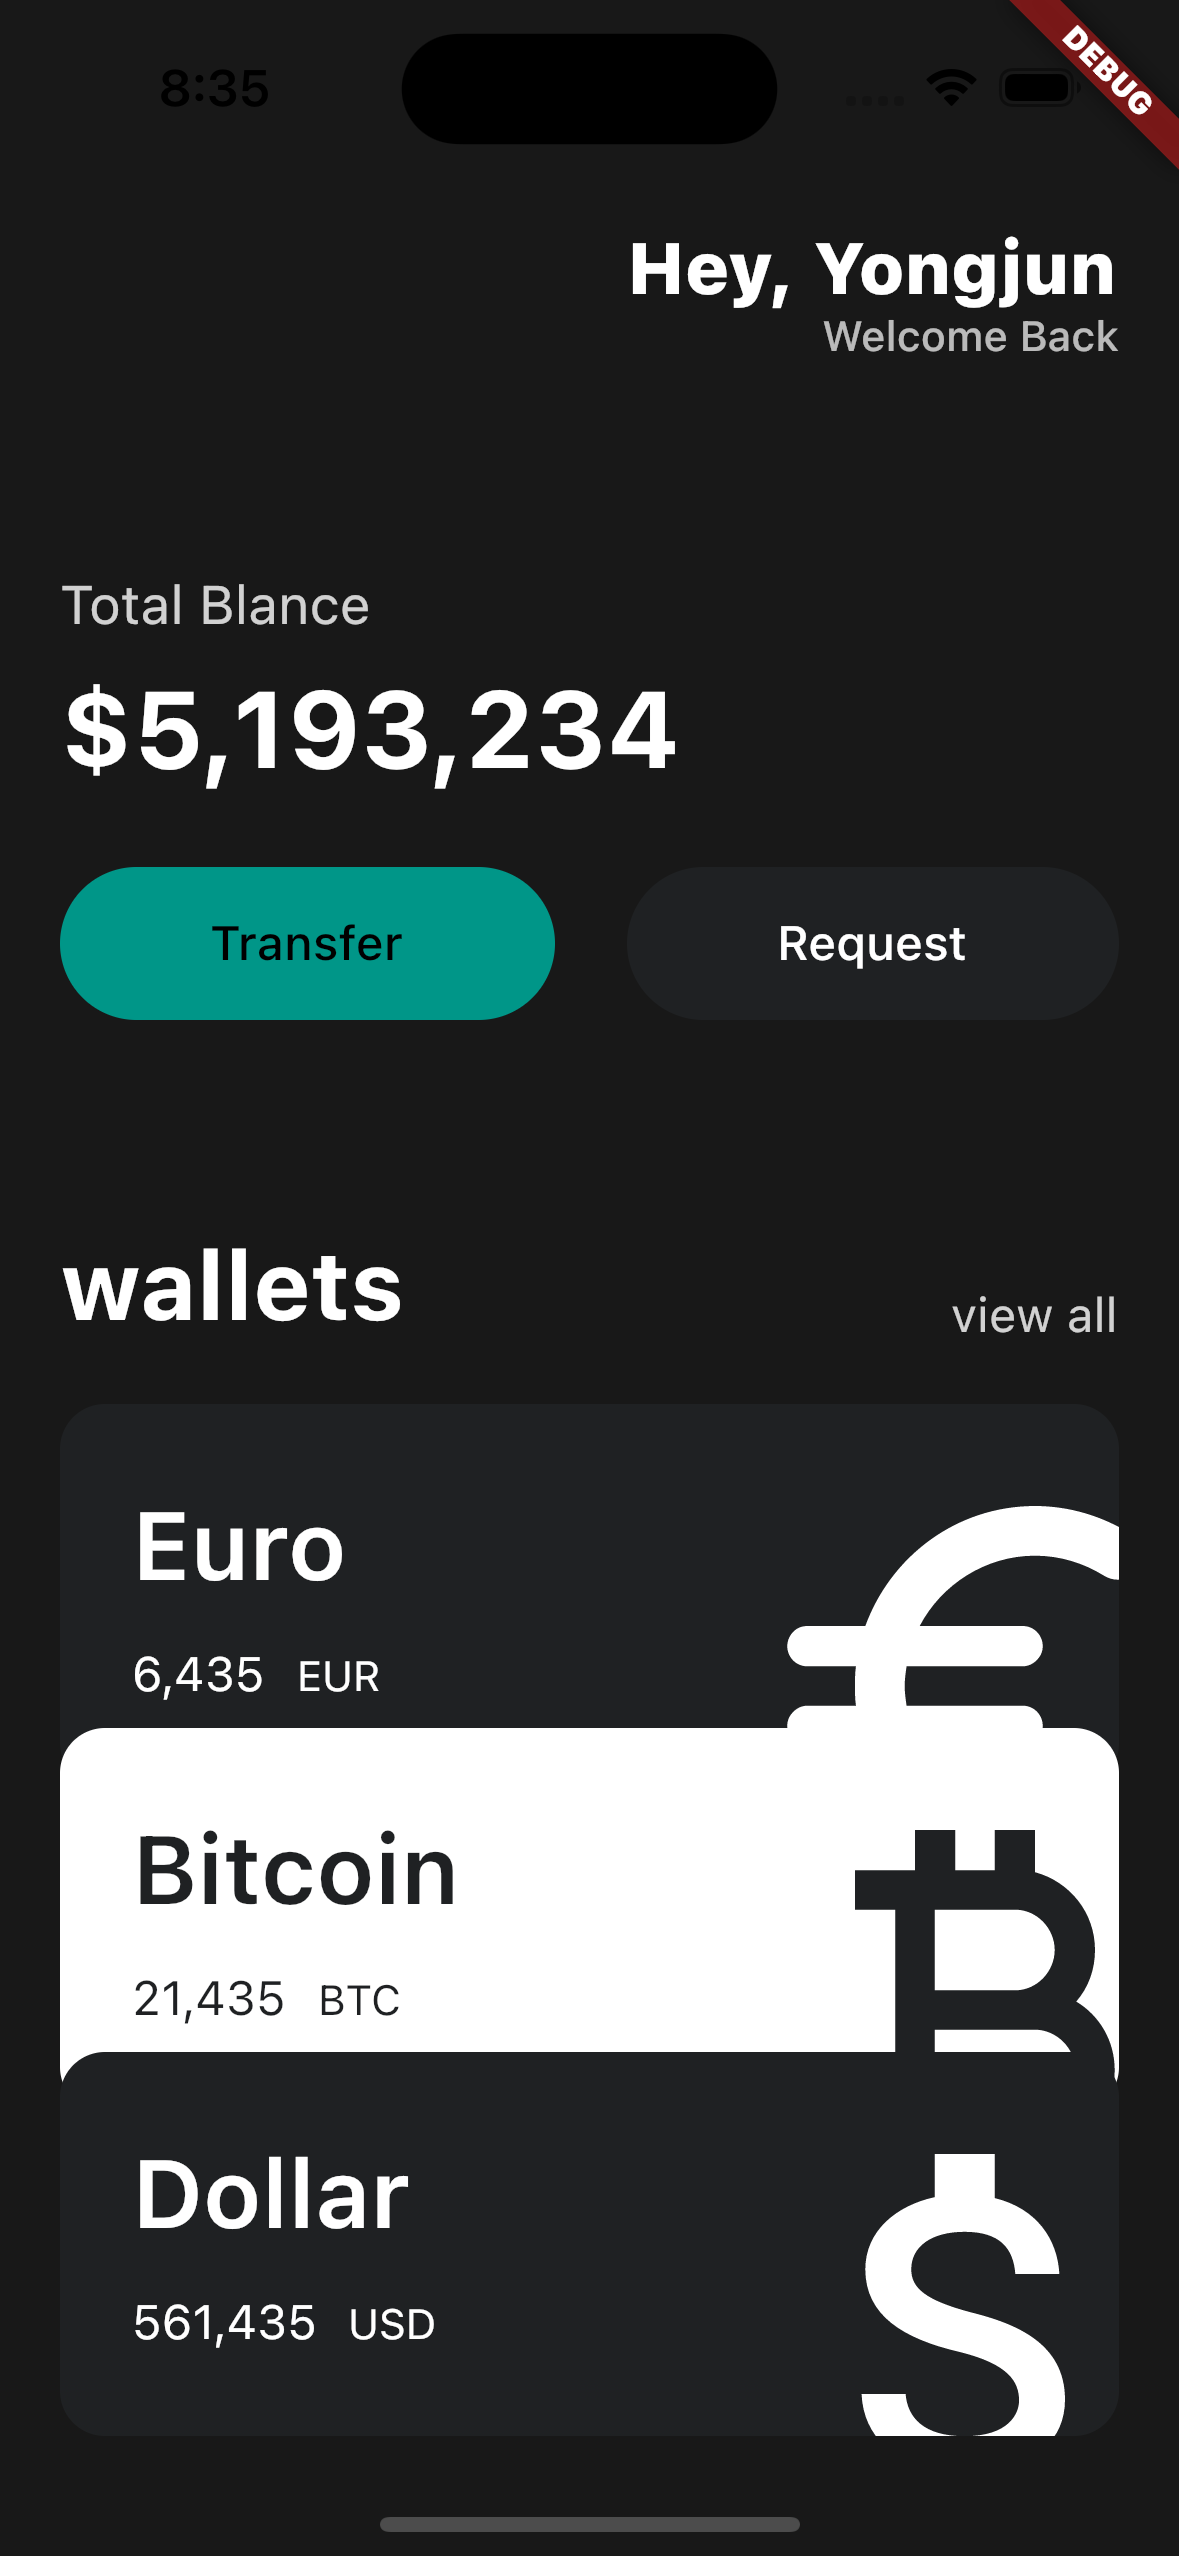 8:35
DEBUG
Hey, Yongjun
Welcome Back
Total Blance
$5,193,234
Transfer
Request
wallets
view all
Euro
6,435 EUR
€
Bitcoin
21,435 BTC
₿
Dollar
561,435 USD
$